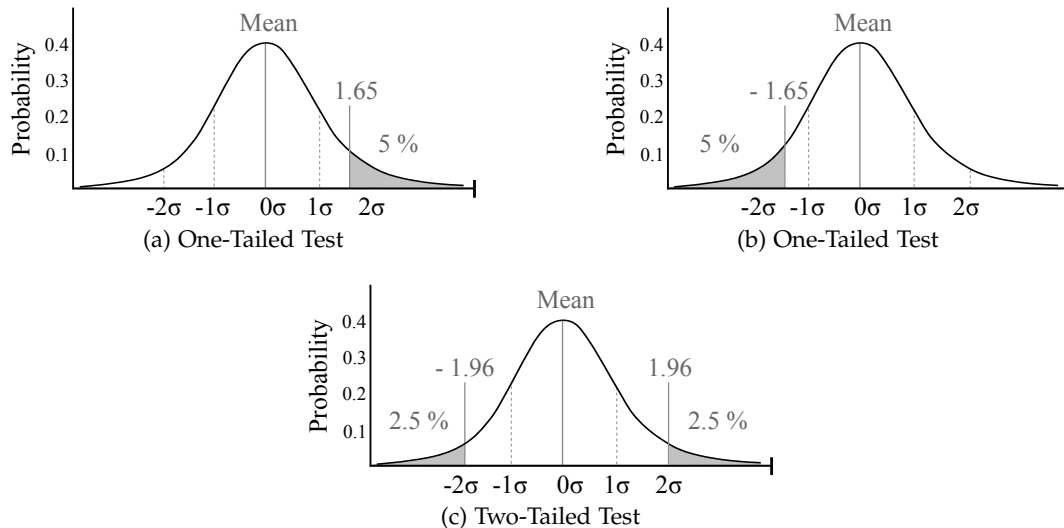 Mean
Probability
0.4
0.3
0.2
0.1
1.65
5 %
-2σ -1σ 0σ 1σ 2σ
(a) One-Tailed Test
Mean
Probability
0.4
0.3
0.2
0.1
- 1.65
5 %
-2σ -1σ 0σ 1σ 2σ
(b) One-Tailed Test
Mean
Probability
0.4
0.3
0.2
0.1
- 1.96 1.96
2.5 % 2.5 %
-2σ -1σ 0σ 1σ 2σ
(c) Two-Tailed Test